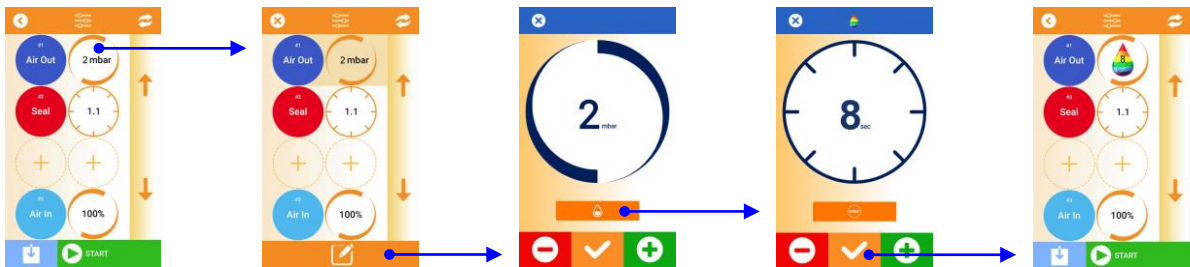 #1
Air Out
2 mbar
#2
Seal
1.1
#3
Air In
100%
START
#1
Air Out
2 mbar
#2
Seal
1.1
#3
Air In
100%
2 mbar
8 sec
#1
Air Out
8
#2
Seal
1.1
#3
Air In
100%
START